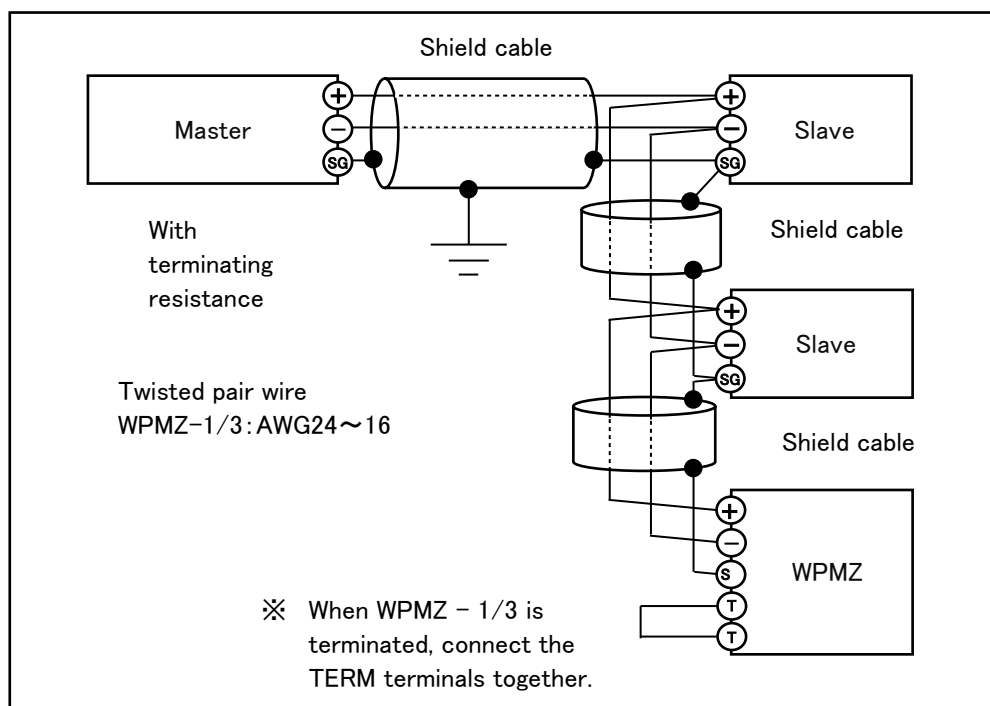 Shield cable
+
−
SG
Master
+
−
SG
Slave
With
terminating
resistance
Shield cable
+
−
SG
Slave
Twisted pair wire
WPMZ-1/3:AWG24～16
Shield cable
+
−
S
T
T
WPMZ
※ When WPMZ - 1/3 is
terminated, connect the
TERM terminals together.